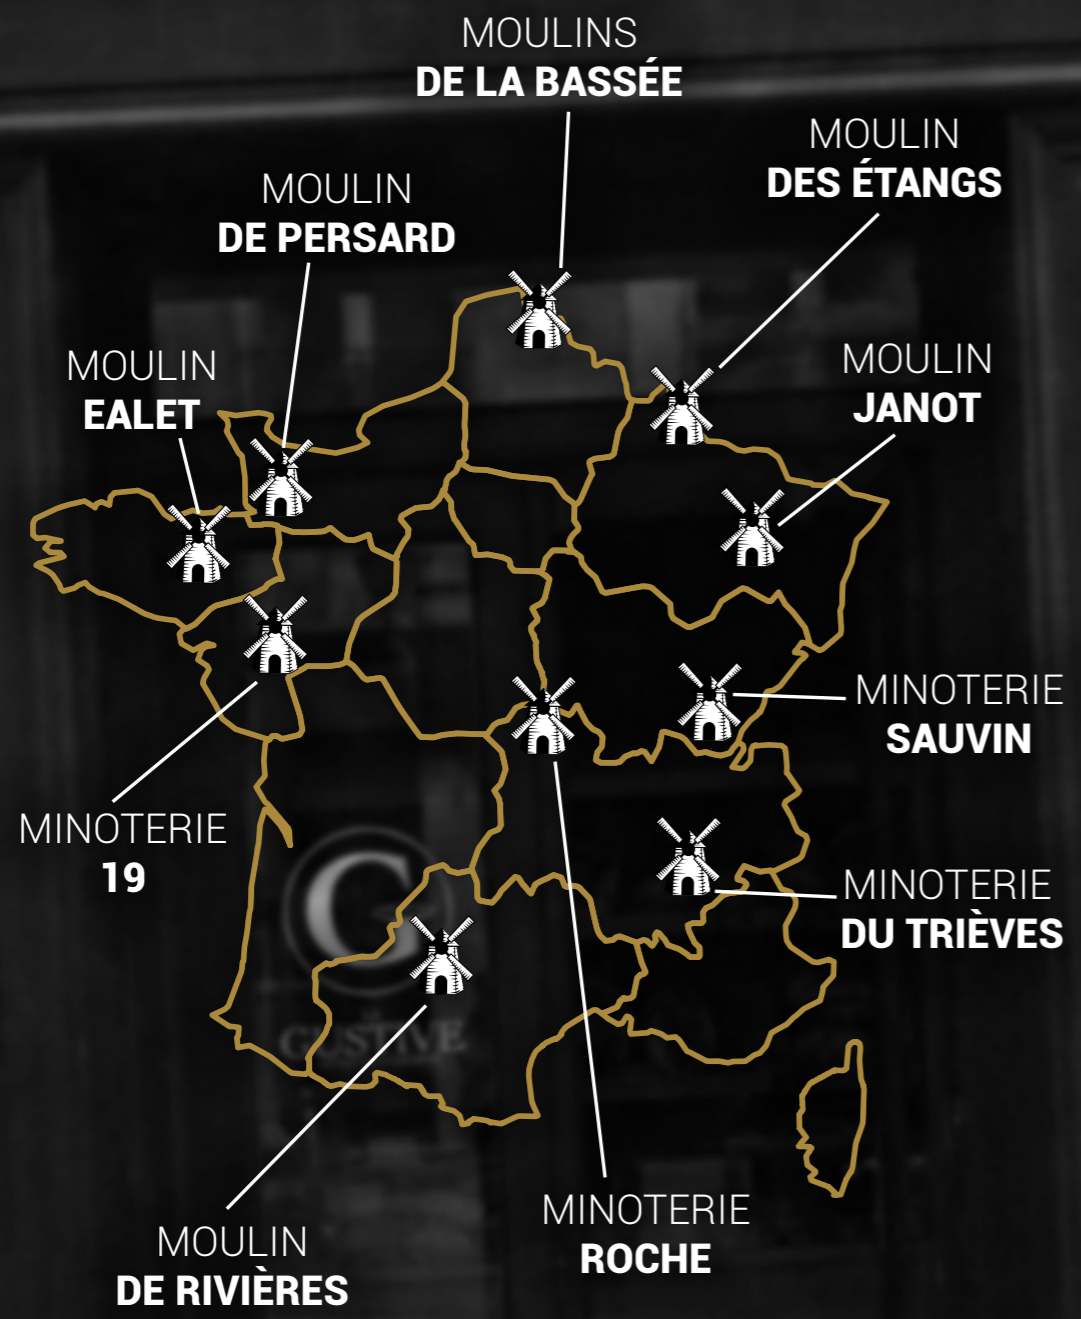 MOULINS
DE LA BASSÉE
MOULIN
DES ÉTANGS
MOULIN
DE PERSARD
MOULIN
EALET
MOULIN
JANOT
MINOTERIE
SAUVIN
MINOTERIE
19
MINOTERIE
DU TRIÈVES
G
GUSTIVE
MOULIN
DE RIVIÈRES
MINOTERIE
ROCHE